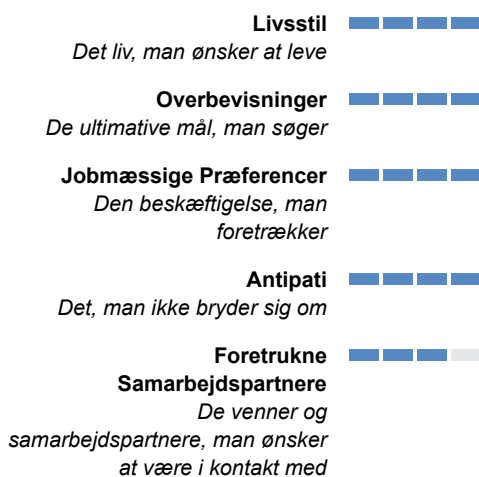 Livsstil
Det liv, man ønsker at leve
Overbevisninger
De ultimative mål, man søger
Jobmæssige Præferencer
Den beskæftigelse, man
foretrækker
Antipati
Det, man ikke bryder sig om
Foretrukne
Samarbejdspartnere
De venner og
samarbejdspartnere, man ønsker
at være i kontakt med